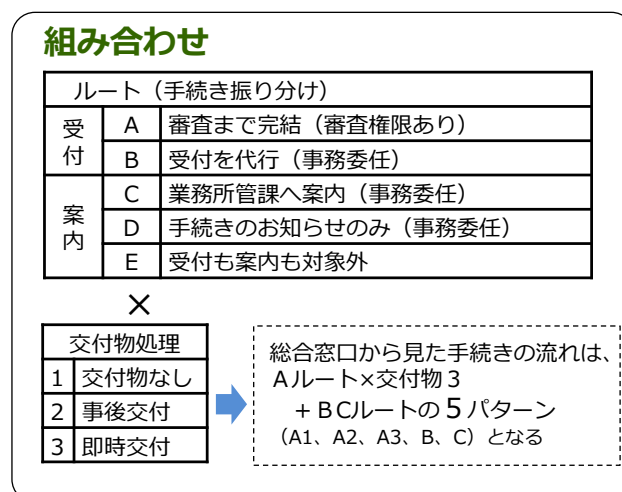 組み合わせ
ルート（手続き振り分け）
受付
A 審査まで完結（審査権限あり）
B 受付を代行（事務委任）
案内
C 業務所管課へ案内（事務委任）
D 手続きのお知らせのみ（事務委任）
E 受付も案内も対象外
×
交付物処理
1 交付物なし
2 事後交付
3 即時交付
総合窓口から見た手続きの流れは、
Ａルート×交付物３
＋ＢCルートの５パターン
（A1、A2、A3、B、C）となる